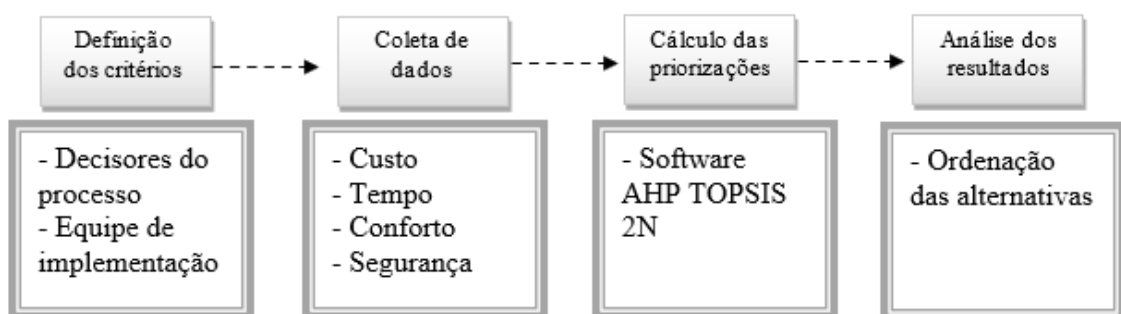 Definição
dos critérios
Coleta de
dados
Cálculo das
priorizações
Análise dos
resultados
- Decisores do
processo
- Equipe de
implementação
- Custo
- Tempo
- Conforto
- Segurança
- Software
AHP TOPSIS
2N
- Ordenação
das alternativas